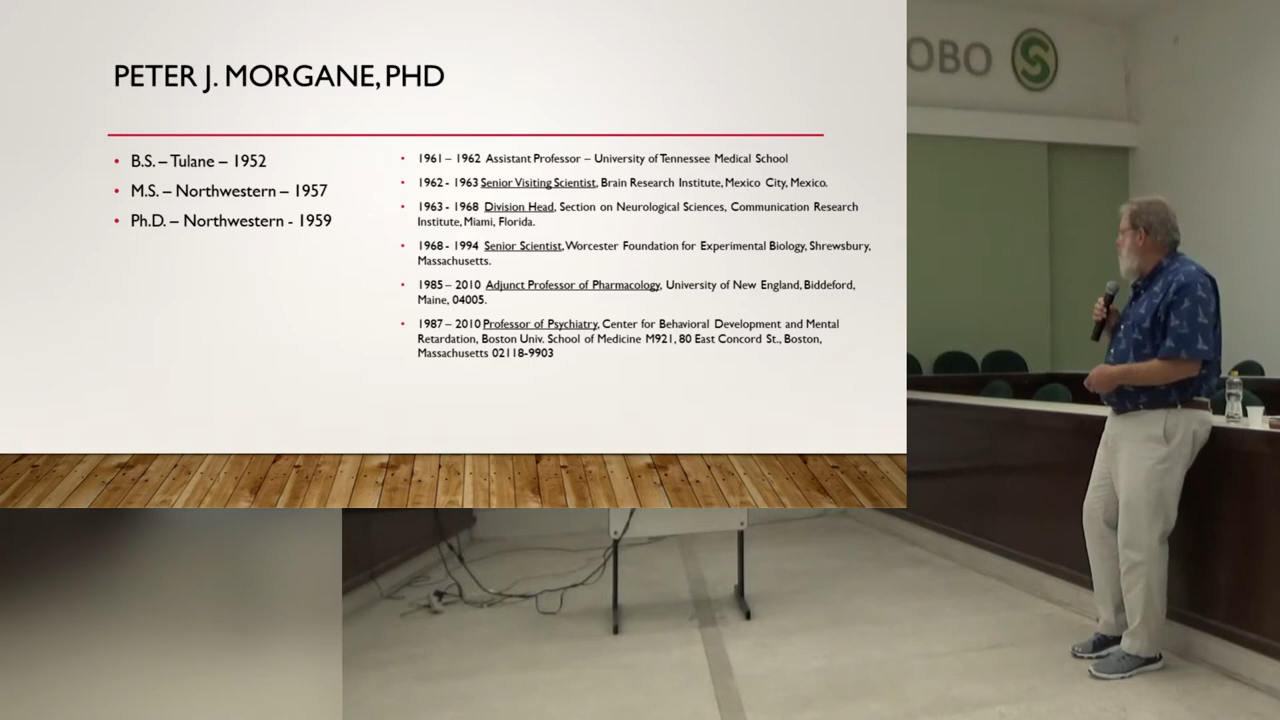 PETER J. MORGANE, PHD
• B.S. – Tulane – 1952
• M.S. – Northwestern – 1957
• Ph.D. – Northwestern - 1959
• 1961 – 1962 Assistant Professor – University of Tennessee Medical School
• 1962 - 1963 Senior Visiting Scientist, Brain Research Institute, Mexico City, Mexico.
• 1963 - 1968 Division Head, Section on Neurological Sciences, Communication Research
Institute, Miami, Florida.
• 1968 - 1994 Senior Scientist, Worcester Foundation for Experimental Biology, Shrewsbury,
Massachusetts.
• 1985 – 2010 Adjunct Professor of Pharmacology, University of New England, Biddeford,
Maine, 04005.
• 1987 – 2010 Professor of Psychiatry, Center for Behavioral Development and Mental
Retardation, Boston Univ. School of Medicine M921, 80 East Concord St., Boston,
Massachusetts 02118-9903
OBO S